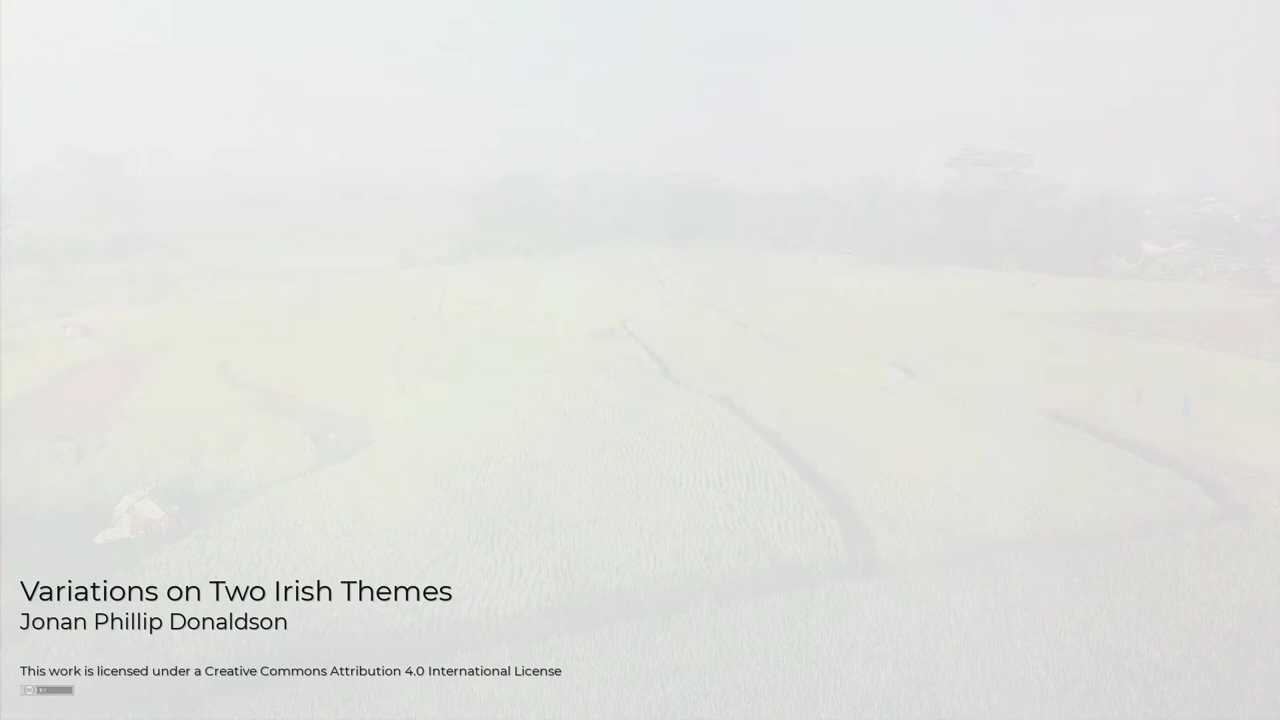 Variations on Two Irish Themes
Jonan Phillip Donaldson
This work is licensed under a Creative Commons Attribution 4.0 International License
BY